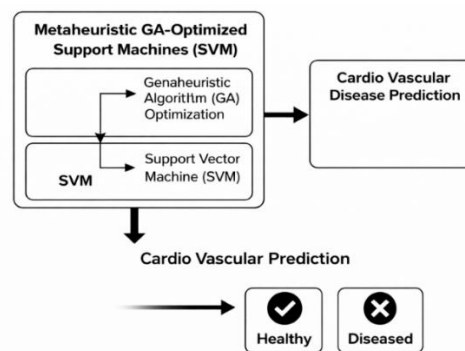 Metaheuristic GA-Optimized
Support Machines (SVM)
Genaheuristic
Algorithm (GA)
Optimization
SVM
Support Vector
Machine (SVM)
Cardio Vascular
Disease Prediction
Cardio Vascular Prediction
Healthy
Diseased